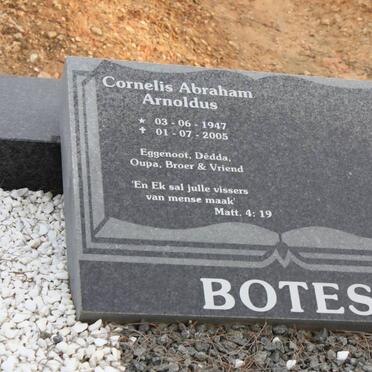 Cornelis Abraham
Arnoldus
★ 03 - 06 - 1947
✝ 01 - 07 - 2005
Eggenoot, Dêdda,
Oupa, Broer & Vriend
'En Ek sal julle vissers
van mense maak'
Matt. 4: 19
BOTES